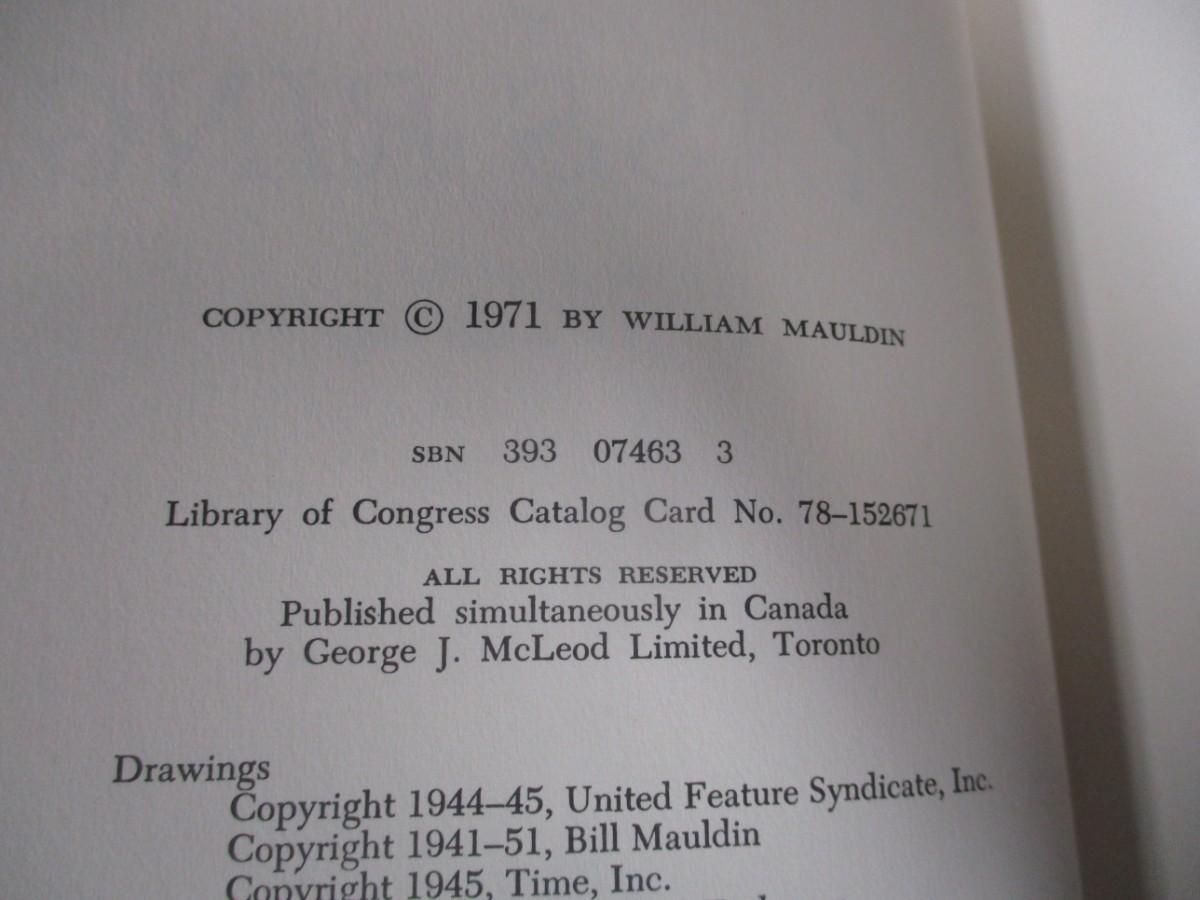 COPYRIGHT © 1971 BY WILLIAM MAULDIN
SBN 393 07463 3
Library of Congress Catalog Card No. 78–152671
ALL RIGHTS RESERVED
Published simultaneously in Canada
by George J. McLeod Limited, Toronto
Drawings
Copyright 1944–45, United Feature Syndicate, Inc.
Copyright 1941–51, Bill Mauldin
Copyright 1945, Time, Inc.